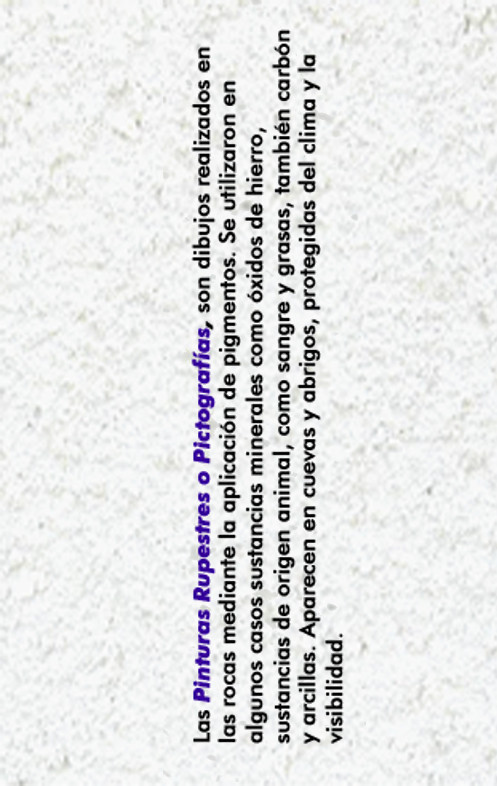 Las Pinturas Rupestres o Pictografías, son dibujos realizados en
las rocas mediante la aplicación de pigmentos. Se utilizaron en
algunos casos sustancias minerales como óxidos de hierro,
sustancias de origen animal, como sangre y grasas, también carbón
y arcillas. Aparecen en cuevas y abrigos, protegidas del clima y la
visibilidad.